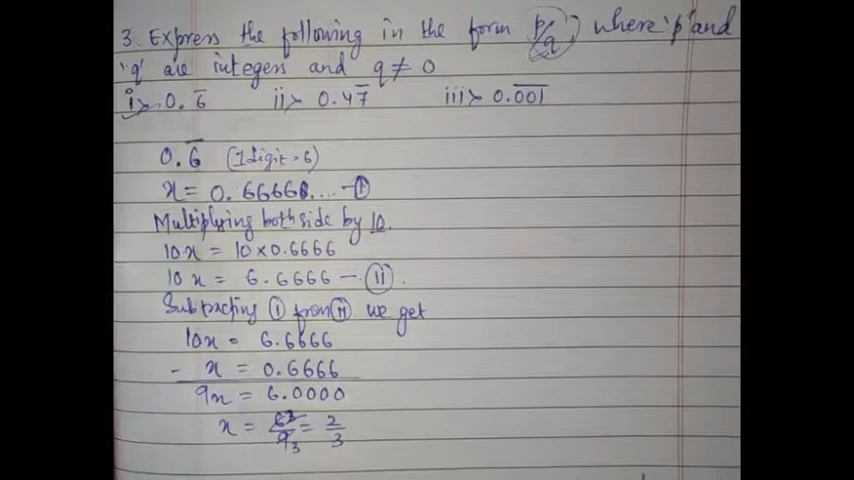 3. Express the following in the form p/q, where 'p' and
'q' are integers and q ≠ 0
i> 0.6̅ ii> 0.47̅ iii> 0.0̅0̅1̅
0.6̅ (1 digit = 6)
x = 0.66666.... — (i)
Multiplying both side by 10.
10x = 10 × 0.6666
10x = 6.6666 — (ii).
Subtracting (i) from (ii) we get
10x = 6.6666
- x = 0.6666
9x = 6.0000
x = 6 2/9 3 = 2/3